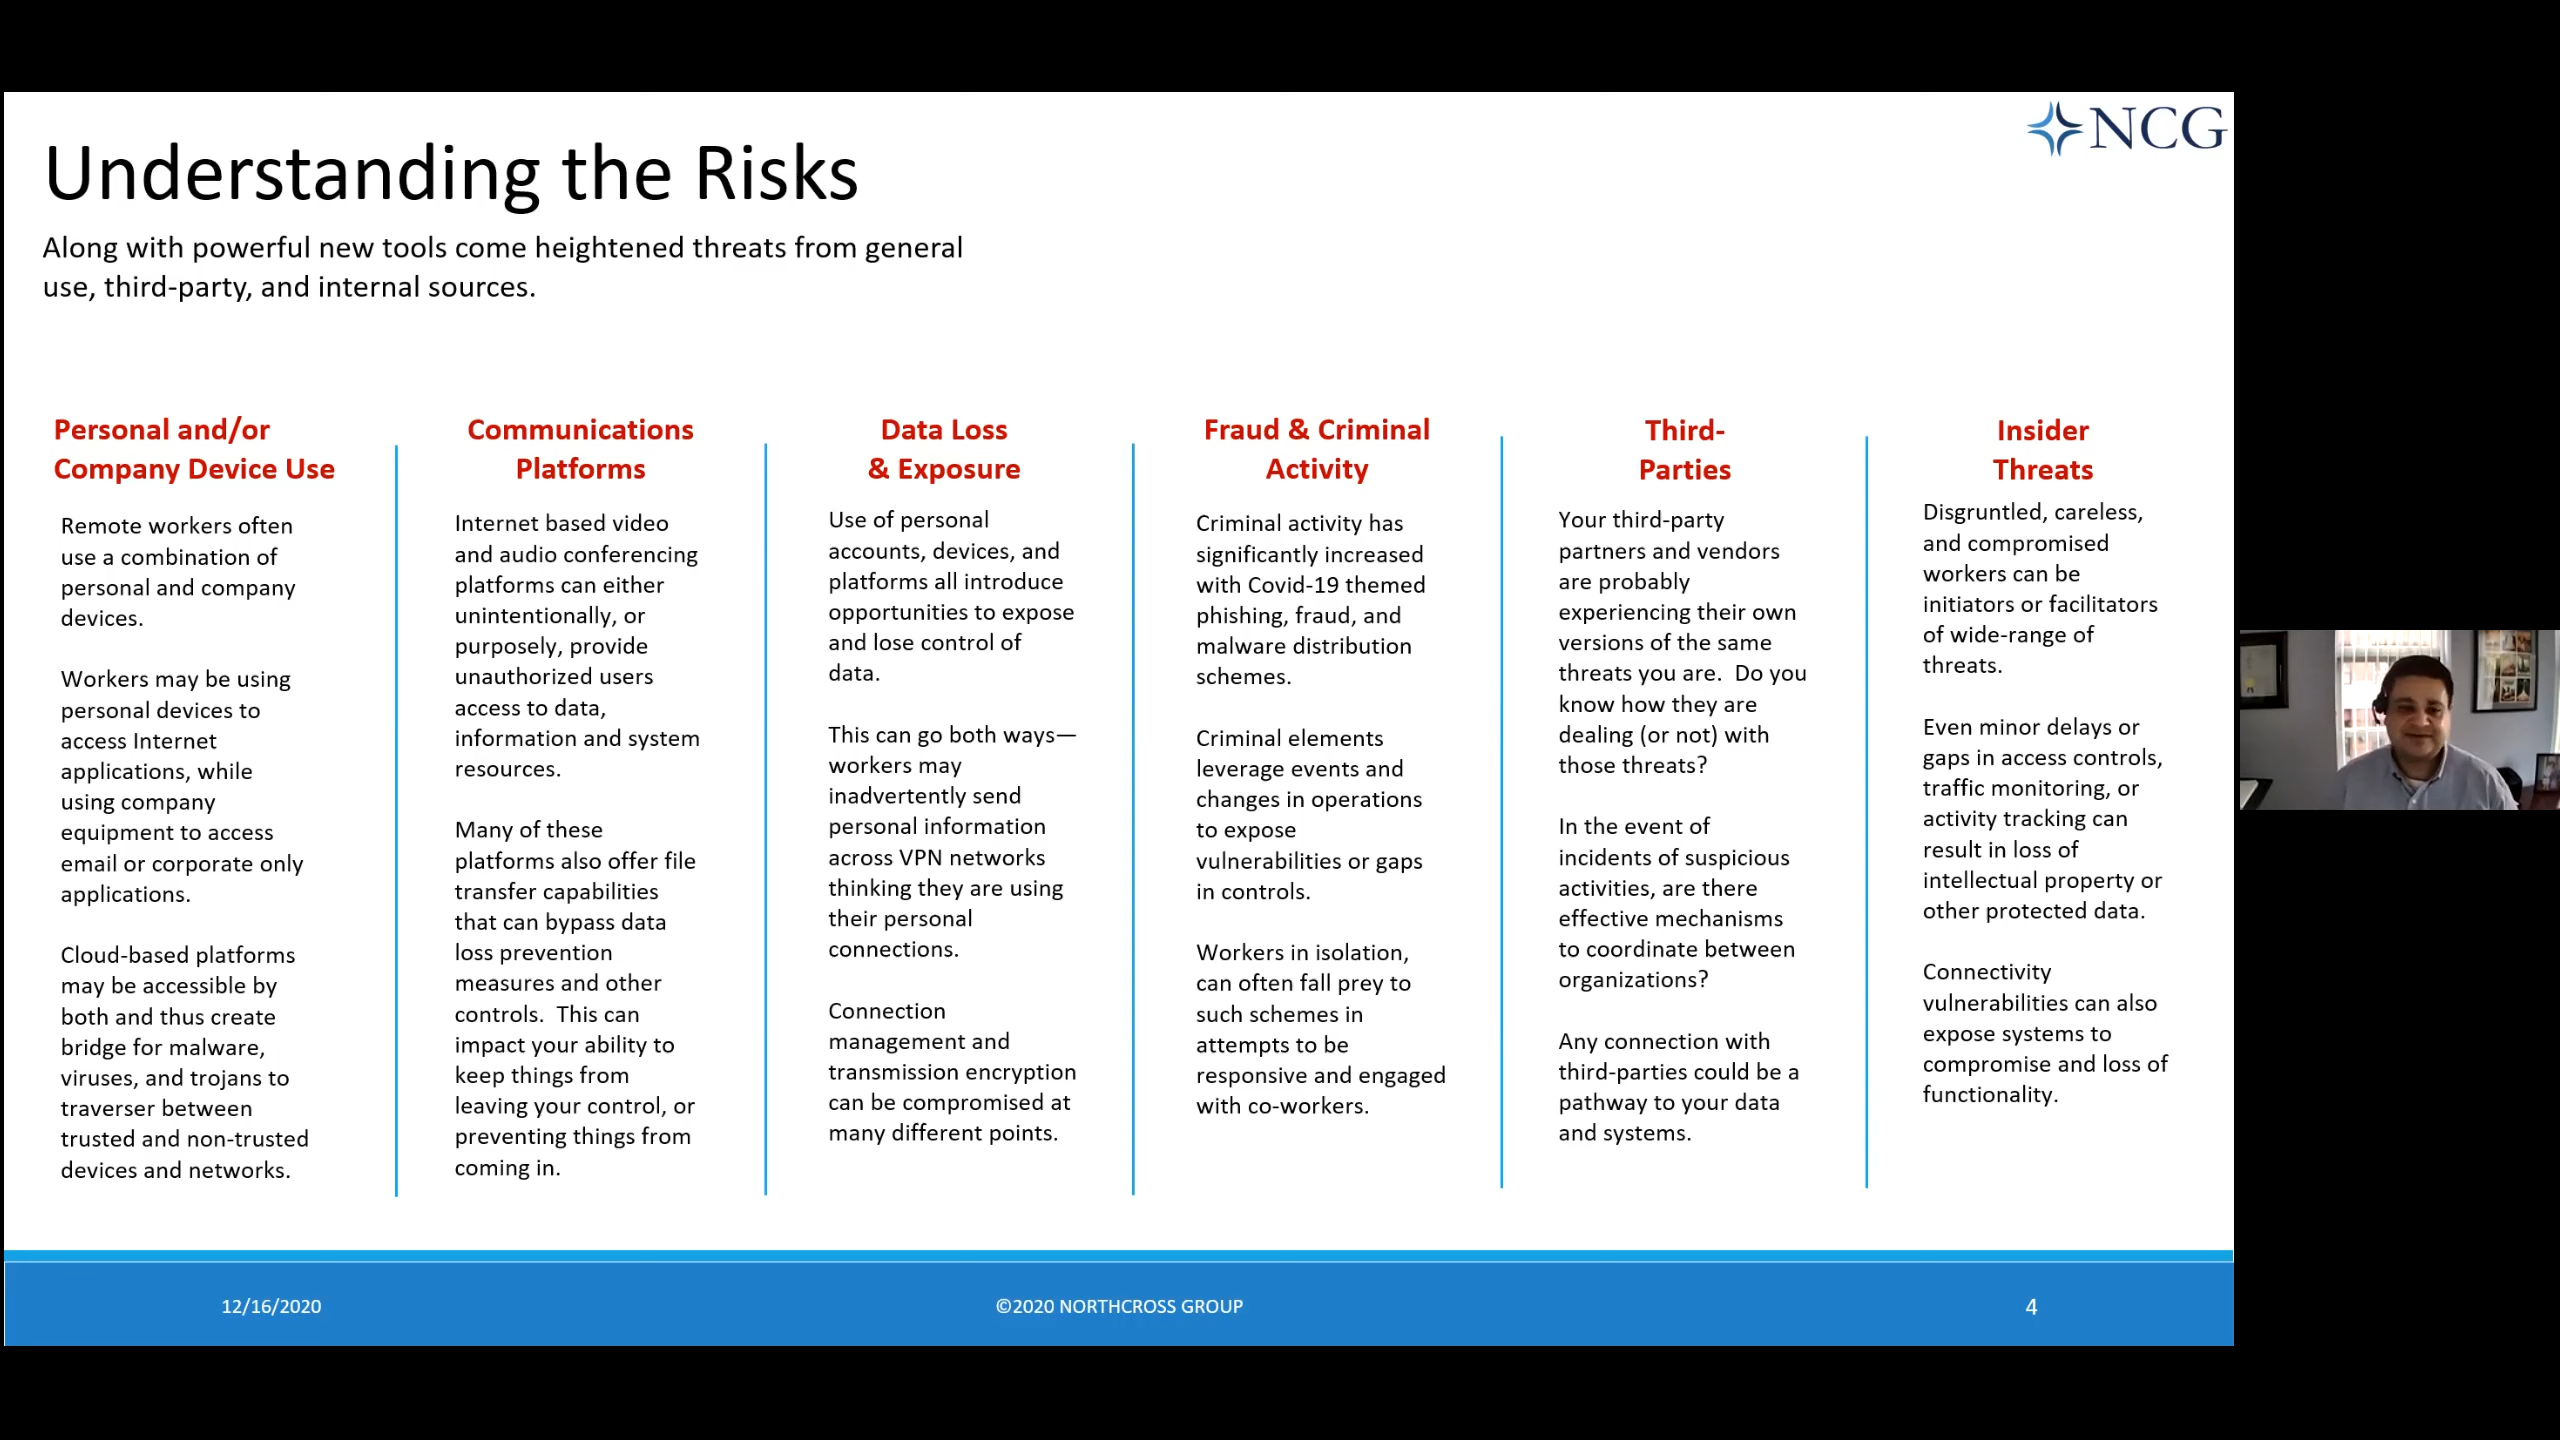 NCG
Understanding the Risks
Along with powerful new tools come heightened threats from general
use, third-party, and internal sources.
Personal and/or
Company Device Use
Remote workers often
use a combination of
personal and company
devices.
Workers may be using
personal devices to
access Internet
applications, while
using company
equipment to access
email or corporate only
applications.
Cloud-based platforms
may be accessible by
both and thus create
bridge for malware,
viruses, and trojans to
traverser between
trusted and non-trusted
devices and networks.
Communications
Platforms
Internet based video
and audio conferencing
platforms can either
unintentionally, or
purposely, provide
unauthorized users
access to data,
information and system
resources.
Many of these
platforms also offer file
transfer capabilities
that can bypass data
loss prevention
measures and other
controls.  This can
impact your ability to
keep things from
leaving your control, or
preventing things from
coming in.
Data Loss
& Exposure
Use of personal
accounts, devices, and
platforms all introduce
opportunities to expose
and lose control of
data.
This can go both ways—
workers may
inadvertently send
personal information
across VPN networks
thinking they are using
their personal
connections.
Connection
management and
transmission encryption
can be compromised at
many different points.
Fraud & Criminal
Activity
Criminal activity has
significantly increased
with Covid-19 themed
phishing, fraud, and
malware distribution
schemes.
Criminal elements
leverage events and
changes in operations
to expose
vulnerabilities or gaps
in controls.
Workers in isolation,
can often fall prey to
such schemes in
attempts to be
responsive and engaged
with co-workers.
Third-
Parties
Your third-party
partners and vendors
are probably
experiencing their own
versions of the same
threats you are.  Do you
know how they are
dealing (or not) with
those threats?
In the event of
incidents of suspicious
activities, are there
effective mechanisms
to coordinate between
organizations?
Any connection with
third-parties could be a
pathway to your data
and systems.
Insider
Threats
Disgruntled, careless,
and compromised
workers can be
initiators or facilitators
of wide-range of
threats.
Even minor delays or
gaps in access controls,
traffic monitoring, or
activity tracking can
result in loss of
intellectual property or
other protected data.
Connectivity
vulnerabilities can also
expose systems to
compromise and loss of
functionality.
12/16/2020
©2020 NORTHCROSS GROUP
4